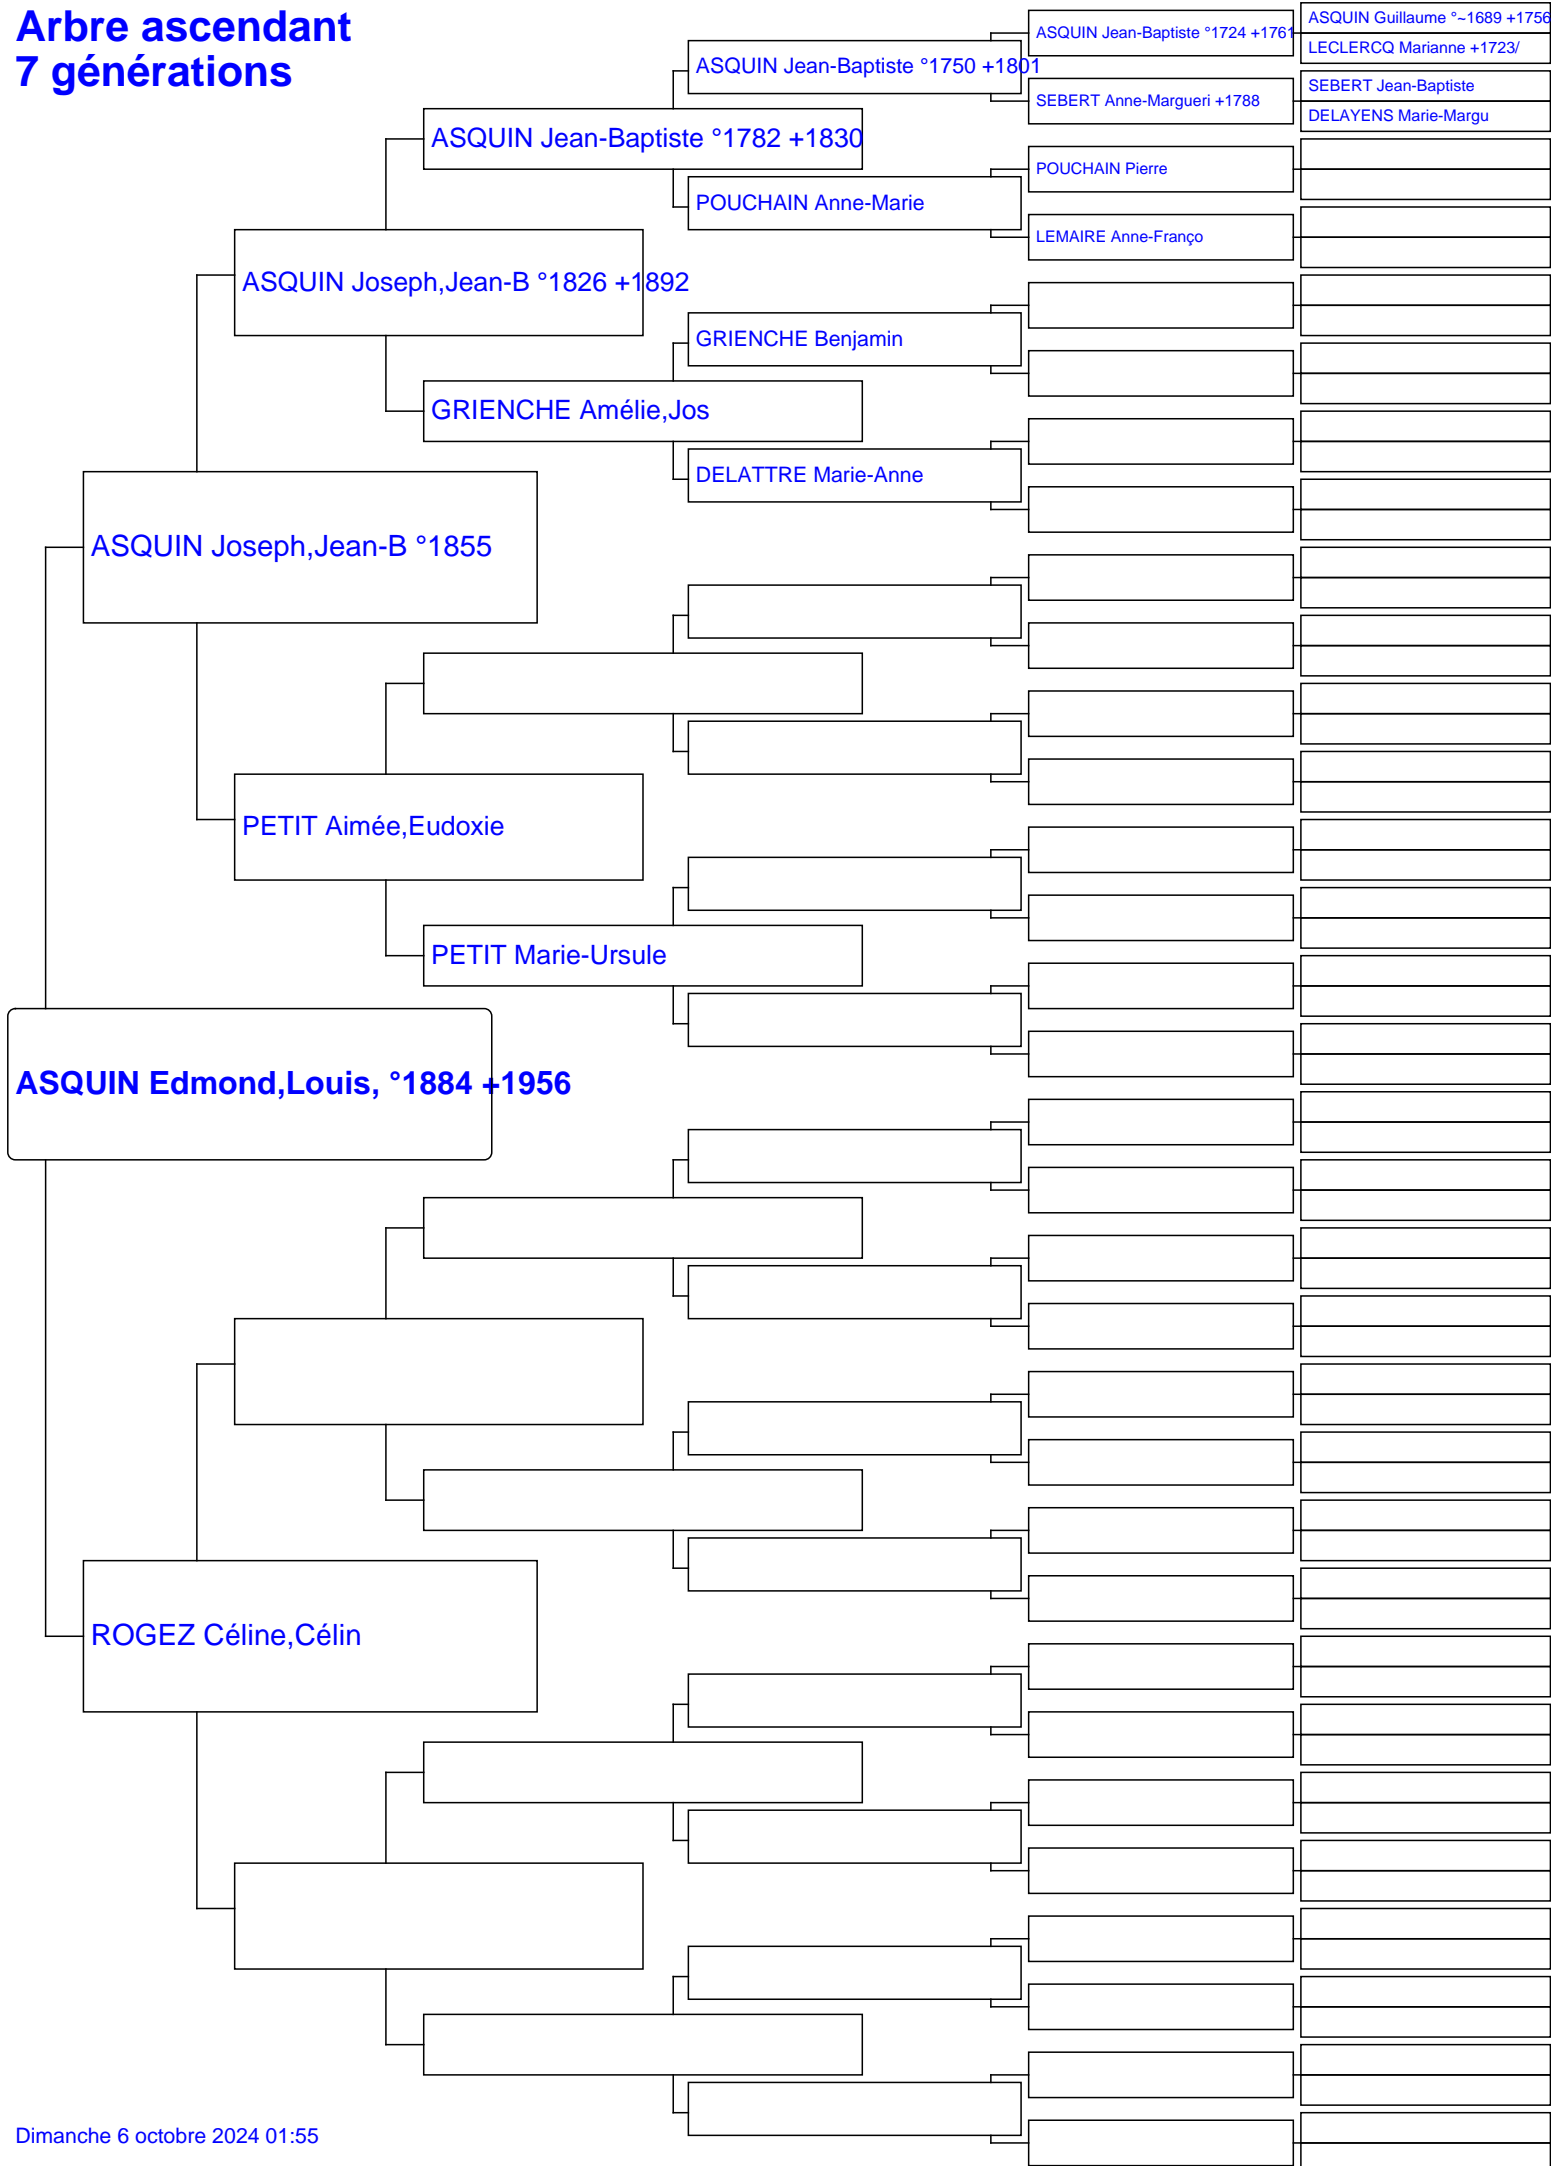 Arbre ascendant
7 générations
ASQUIN Guillaume °~1689 +1756
ASQUIN Jean-Baptiste °1724 +1761
LECLERCQ Marianne +1723/
ASQUIN Jean-Baptiste °1750 +1801
SEBERT Jean-Baptiste
SEBERT Anne-Margueri +1788
DELAYENS Marie-Margu
ASQUIN Jean-Baptiste °1782 +1830
POUCHAIN Pierre
POUCHAIN Anne-Marie
LEMAIRE Anne-Franço
ASQUIN Joseph,Jean-B °1826 +1892
GRIENCHE Benjamin
GRIENCHE Amélie,Jos
DELATTRE Marie-Anne
ASQUIN Joseph,Jean-B °1855
PETIT Aimée,Eudoxie
PETIT Marie-Ursule
ASQUIN Edmond,Louis, °1884 +1956
ROGEZ Céline,Célin
Dimanche 6 octobre 2024 01:55